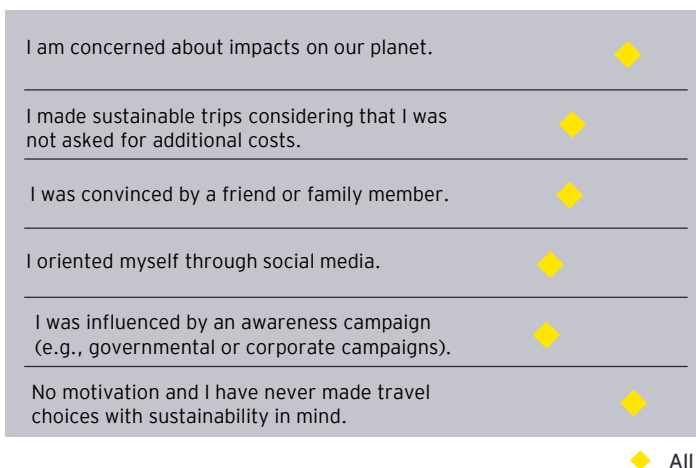 I am concerned about impacts on our planet.
I made sustainable trips considering that I was
not asked for additional costs.
I was convinced by a friend or family member.
I oriented myself through social media.
I was influenced by an awareness campaign
(e.g., governmental or corporate campaigns).
No motivation and I have never made travel
choices with sustainability in mind.
All